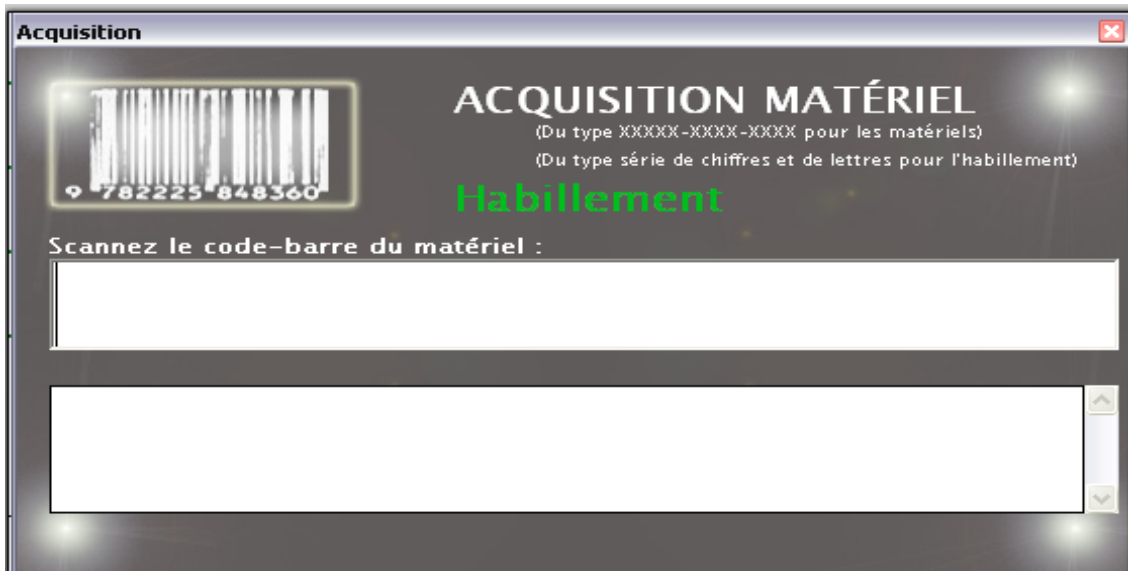 Acquisition
ACQUISITION MATÉRIEL
(Du type XXXXX-XXXX-XXXX pour les matériels)
(Du type série de chiffres et de lettres pour l'habillement)
9 782225 848360
Habillement
Scannez le code-barre du matériel :